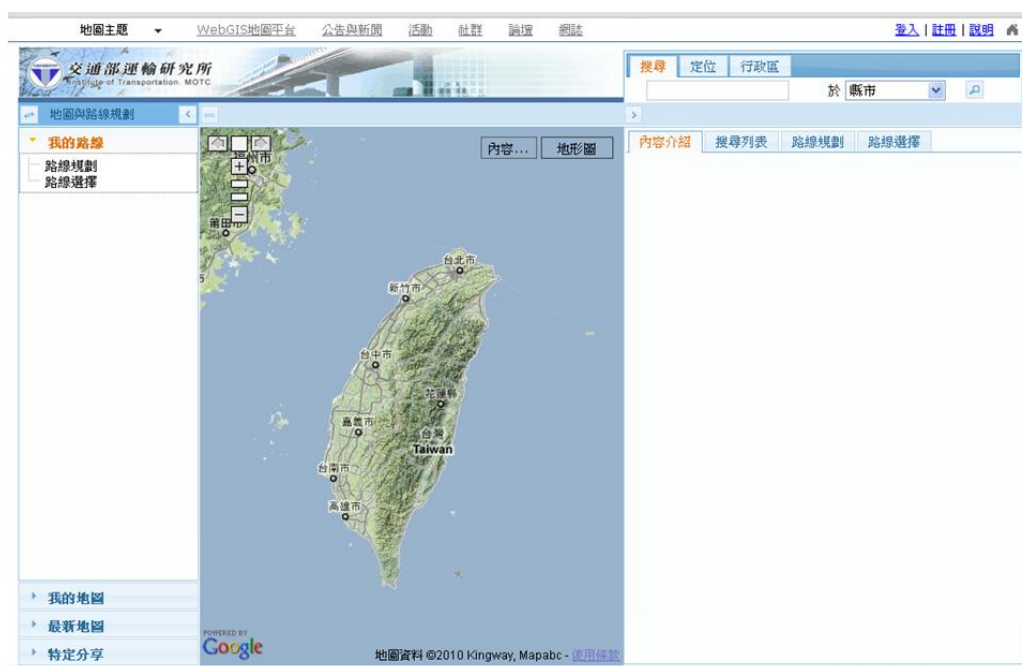 地圖主題 WebGIS地圖平台 公告與新聞 活動 社群 論壇 網誌 登入 | 註冊 | 說明
交通部運輸研究所
Institute of Transportation. MOTC
搜尋 定位 行政區
於 縣市
地圖與路線規劃
我的路線
路線規劃
路線選擇
我的地圖
最新地圖
特定分享
內容... 地形圖
州市
莆田市
台北市
新竹市
台中市
花蓮縣
嘉義市
台灣
Taiwan
台南市
高雄市
POWERED BY
Google
地圖資料 ©2010 Kingway, Mapabc - 使用條款
內容介紹 搜尋列表 路線規劃 路線選擇